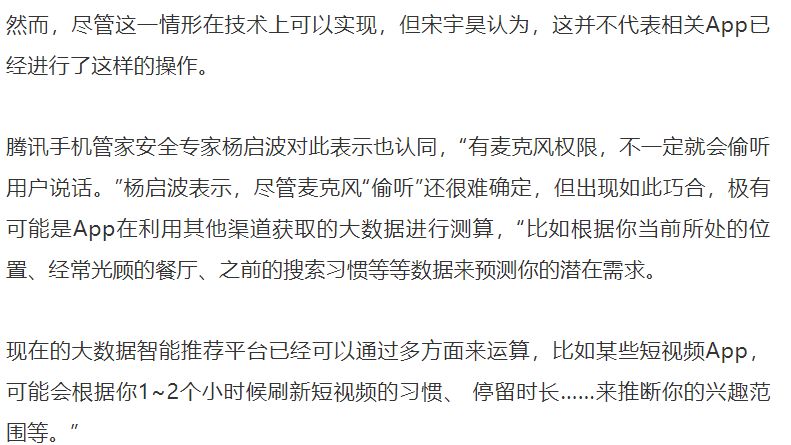 然而，尽管这一情形在技术上可以实现，但宋宇昊认为，这并不代表相关App已
经进行了这样的操作。
腾讯手机管家安全专家杨启波对此表示也认同，“有麦克风权限，不一定就会偷听
用户说话。”杨启波表示，尽管麦克风“偷听”还很难确定，但出现如此巧合，极有
可能是App在利用其他渠道获取的大数据进行测算，“比如根据你当前所处的位
置、经常光顾的餐厅、之前的搜索习惯等等数据来预测你的潜在需求。
现在的大数据智能推荐平台已经可以通过多方面来运算，比如某些短视频App，
可能会根据你1~2个小时候刷新短视频的习惯、 停留时长……来推断你的兴趣范
围等。”